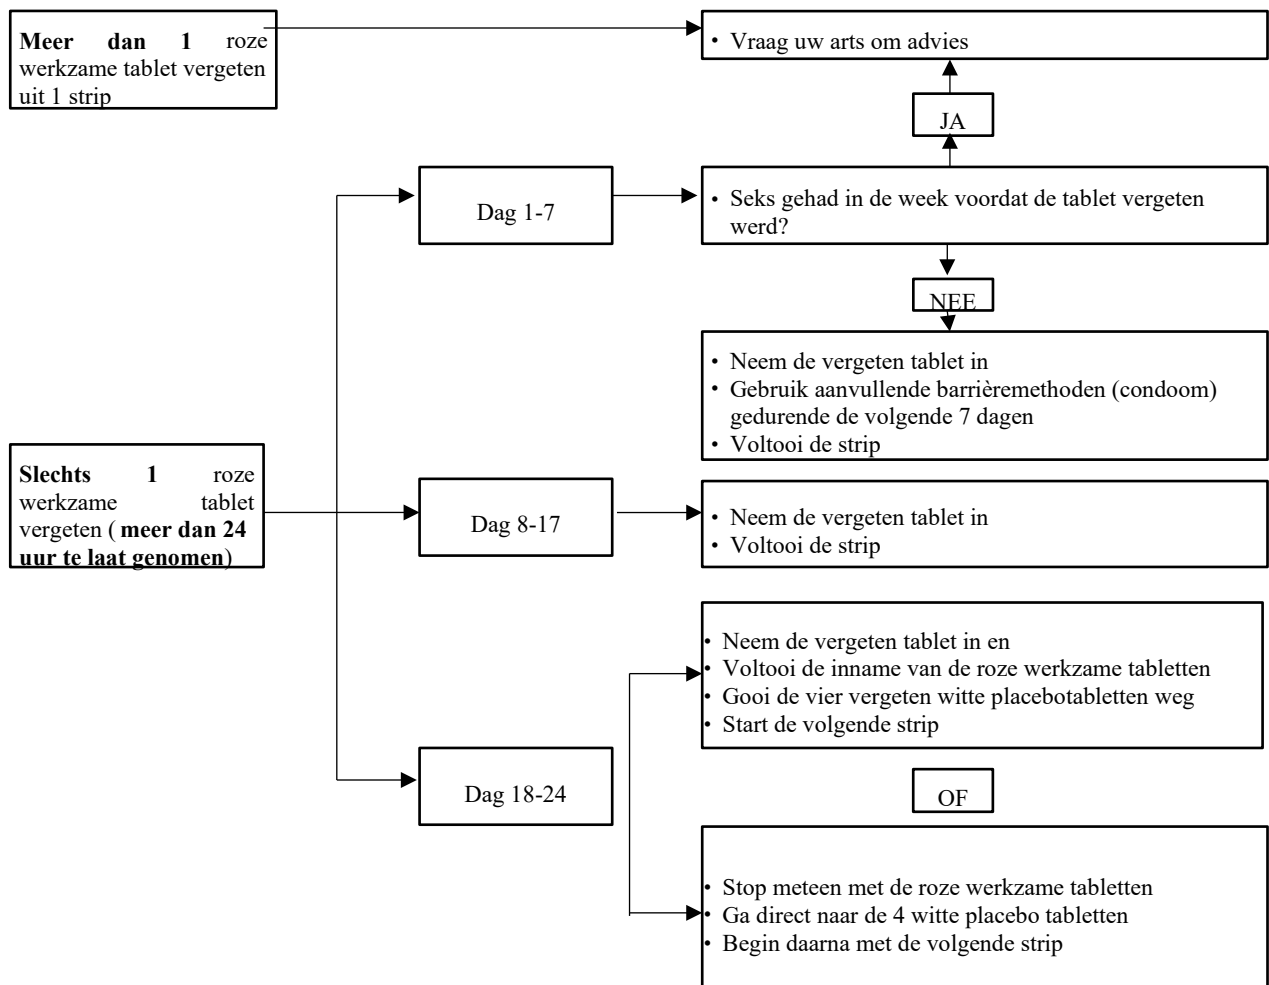 Meer dan 1 roze
werkzame tablet vergeten
uit 1 strip
• Vraag uw arts om advies
JA
Dag 1-7
• Seks gehad in de week voordat de tablet vergeten
werd?
NEE
• Neem de vergeten tablet in
• Gebruik aanvullende barrièremethoden (condoom)
gedurende de volgende 7 dagen
• Voltooi de strip
Slechts 1 roze
werkzame tablet
vergeten ( meer dan 24
uur te laat genomen)
Dag 8-17
• Neem de vergeten tablet in
• Voltooi de strip
• Neem de vergeten tablet in en
• Voltooi de inname van de roze werkzame tabletten
• Gooi de vier vergeten witte placebotabletten weg
• Start de volgende strip
Dag 18-24
OF
• Stop meteen met de roze werkzame tabletten
• Ga direct naar de 4 witte placebo tabletten
• Begin daarna met de volgende strip